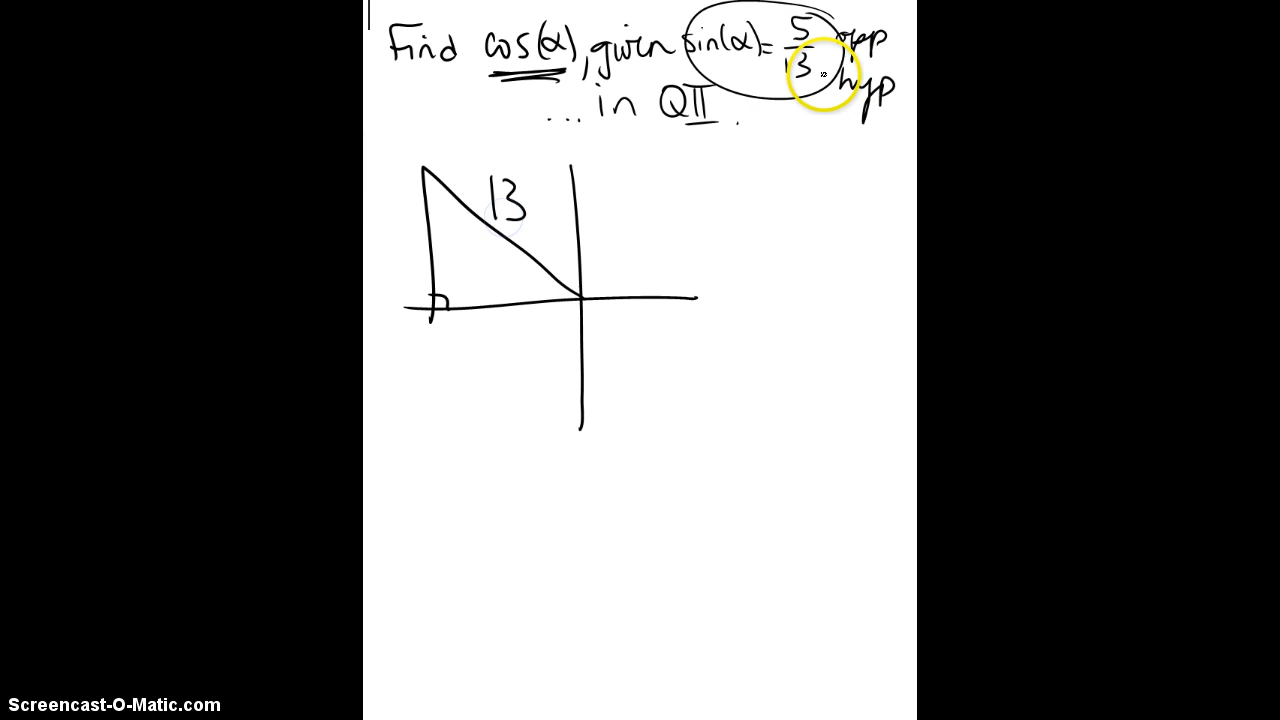 Find cos(α), given sin(α) = 5/13 opp
hyp
... in QII.
13
Screencast-O-Matic.com